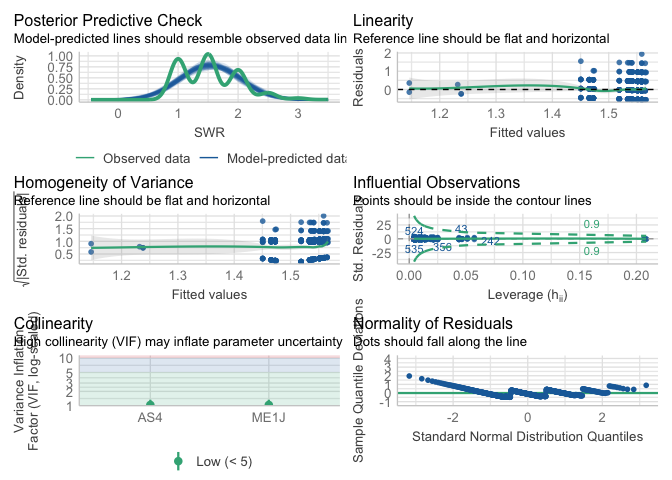 Posterior Predictive Check
Model-predicted lines should resemble observed data lin
Density
1.00
0.75
0.50
0.25
0.00
0
1
2
3
SWR
Observed data
Model-predicted data
Linearity
Reference line should be flat and horizontal
Residuals
2
1
0
1.2
1.3
1.4
1.5
Fitted values
Homogeneity of Variance
Reference line should be flat and horizontal
√|Std. residuals|
2.0
1.5
1.0
0.5
1.2
1.3
1.4
1.5
Fitted values
Influential Observations
Points should be inside the contour lines
Std. Residuals
25
0
-25
524
43
0.9
535
358
242
0.9
0.00
0.05
0.10
0.15
0.20
Leverage (hii)
Collinearity
High collinearity (VIF) may inflate parameter uncertainty
Variance Inflation
Factor (VIF, log-scaled)
10
5
3
2
1
AS4
ME1J
Low (< 5)
Normality of Residuals
Dots should fall along the line
Sample Quantile Deviations
4
3
2
1
0
-1
-2
0
2
Standard Normal Distribution Quantiles